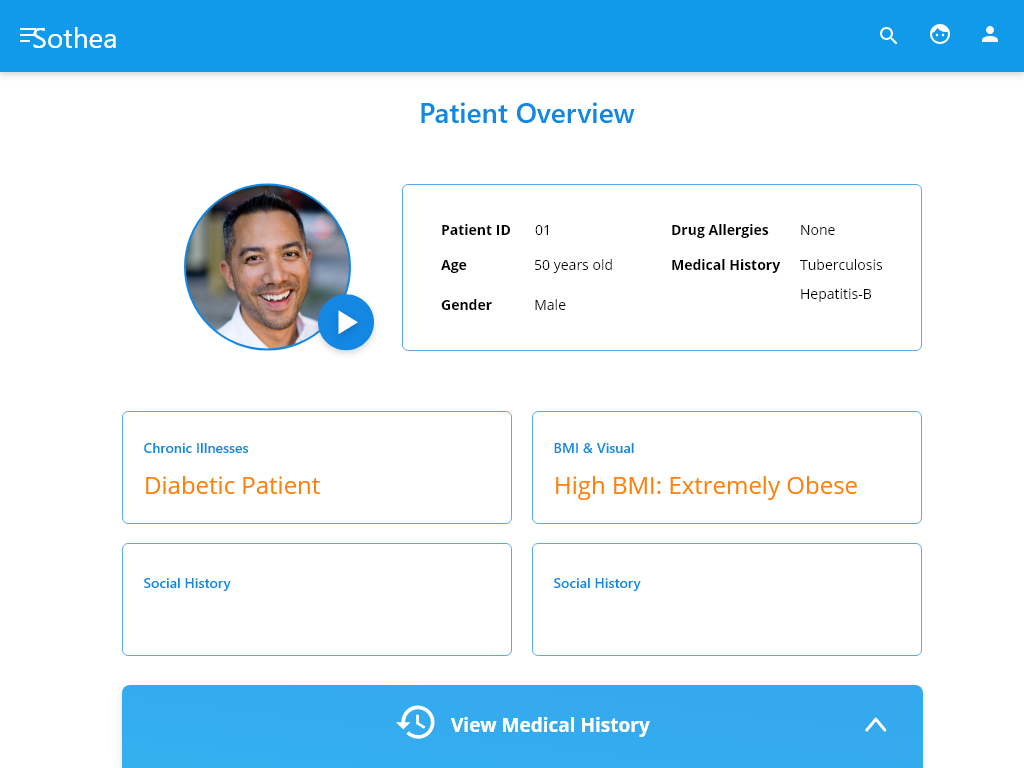 Sothea
Patient Overview
Patient ID 01
Drug Allergies None
Age 50 years old
Medical History Tuberculosis
Hepatitis-B
Gender Male
Chronic Illnesses
Diabetic Patient
BMI & Visual
High BMI: Extremely Obese
Social History
Social History
View Medical History